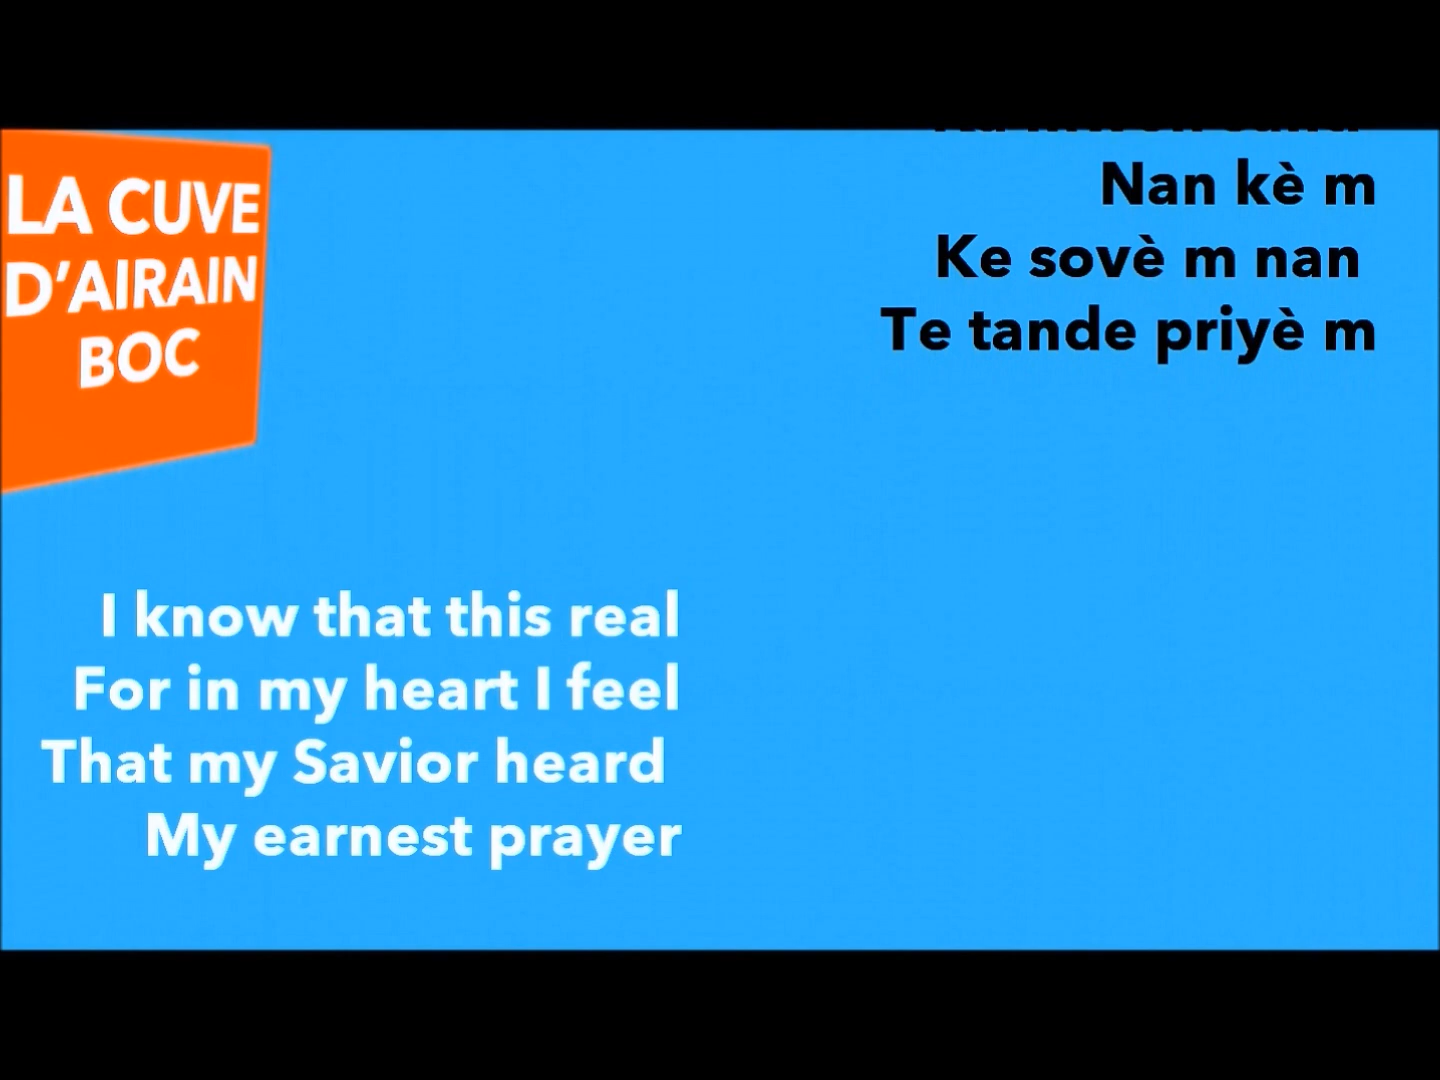 LA CUVE
D'AIRAIN
BOC
Nan kè m
Ke sovè m nan
Te tande priyè m
I know that this real
For in my heart I feel
That my Savior heard
My earnest prayer